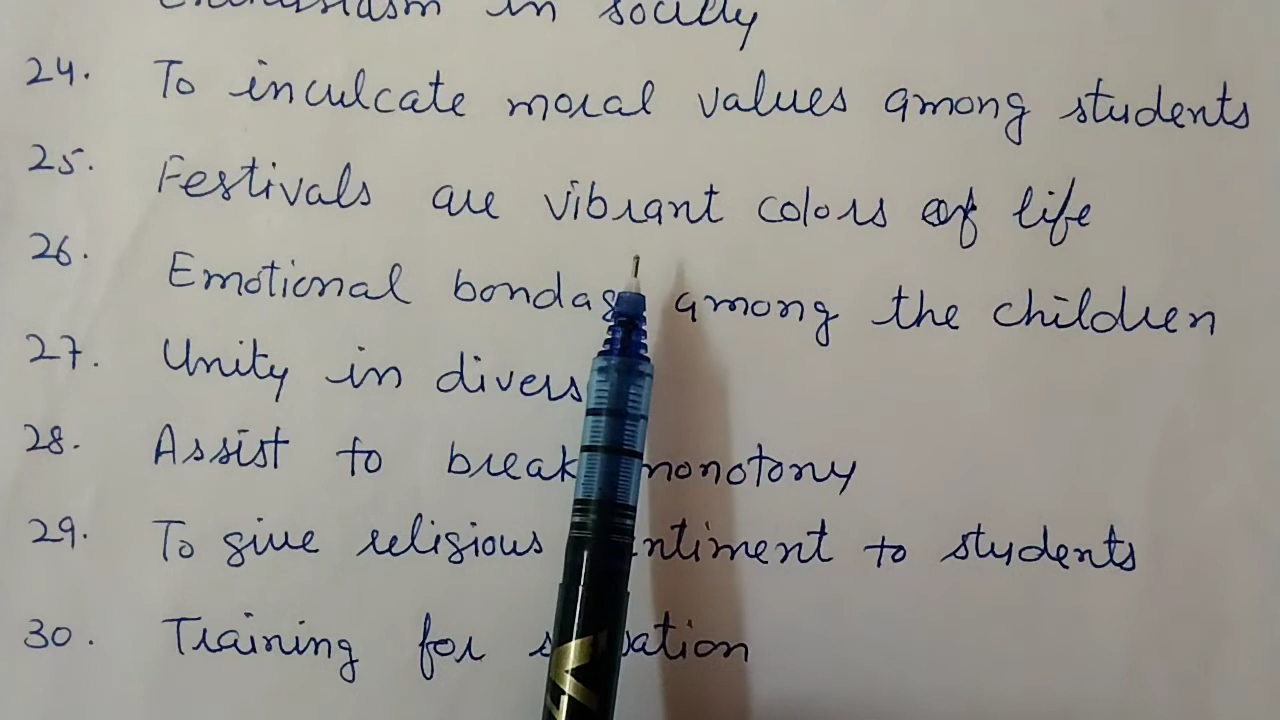 in society
24. To inculcate moral values among students
25. Festivals are vibrant colors of life
26. Emotional among the children
27. Unity in
28. Assist to break monotony
29. To give religious to students
30. Training for